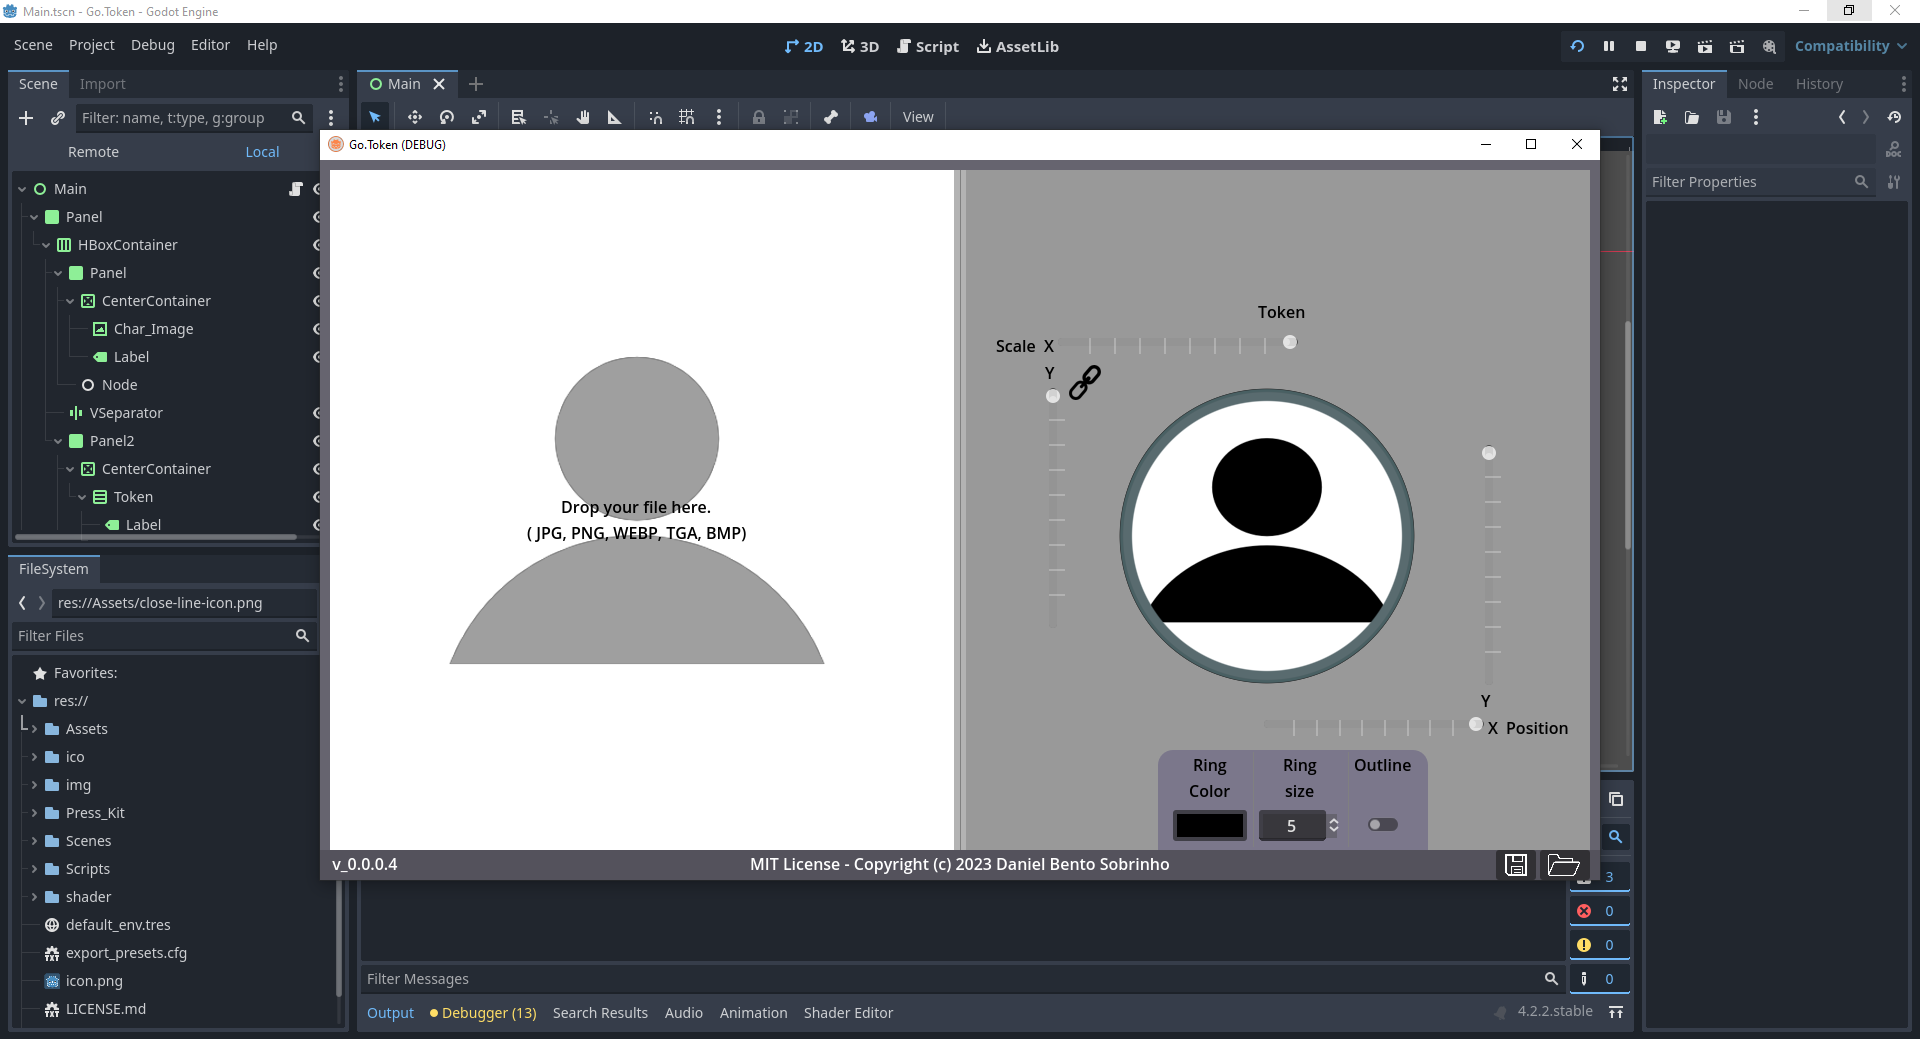 Main.tscn - Go.Token - Godot Engine
Scene Project Debug Editor Help
2D 3D Script AssetLib
Compatibility
Scene Import
Main
Inspector Node History
Filter: name, t:type, g:group
View
Remote Local
DOC
Filter Properties
Main
Panel
HBoxContainer
Panel
CenterContainer
Char_Image
Label
Node
VSeparator
Panel2
CenterContainer
Token
Label
FileSystem
res://Assets/close-line-icon.png
Filter Files
Favorites:
res://
Assets
ico
img
Press_Kit
Scenes
Scripts
shader
default_env.tres
export_presets.cfg
icon.png
LICENSE.md
Go.Token (DEBUG)
Drop your file here.
( JPG, PNG, WEBP, TGA, BMP)
Token
Scale X
Y
Y
X Position
Ring Color
Ring size
Outline
5
v_0.0.0.4
MIT License - Copyright (c) 2023 Daniel Bento Sobrinho
3
0
0
0
Filter Messages
Output Debugger (13) Search Results Audio Animation Shader Editor
4.2.2.stable